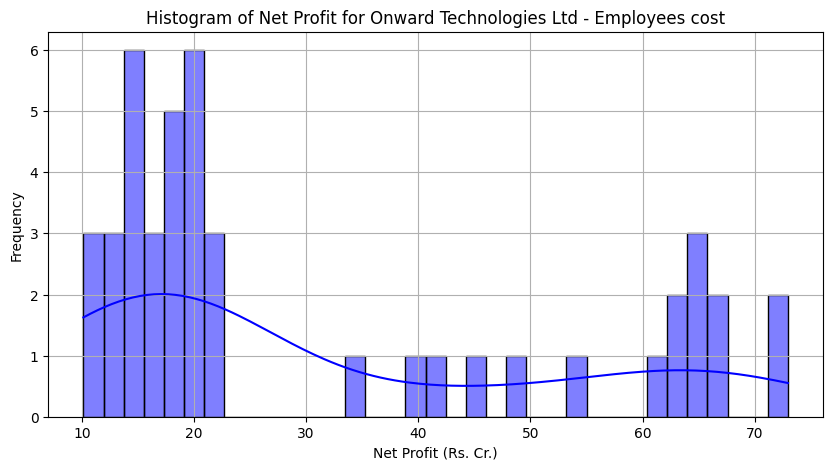 Histogram of Net Profit for Onward Technologies Ltd - Employees cost
6
5
4
3
2
1
0
Frequency
10 20 30 40 50 60 70
Net Profit (Rs. Cr.)